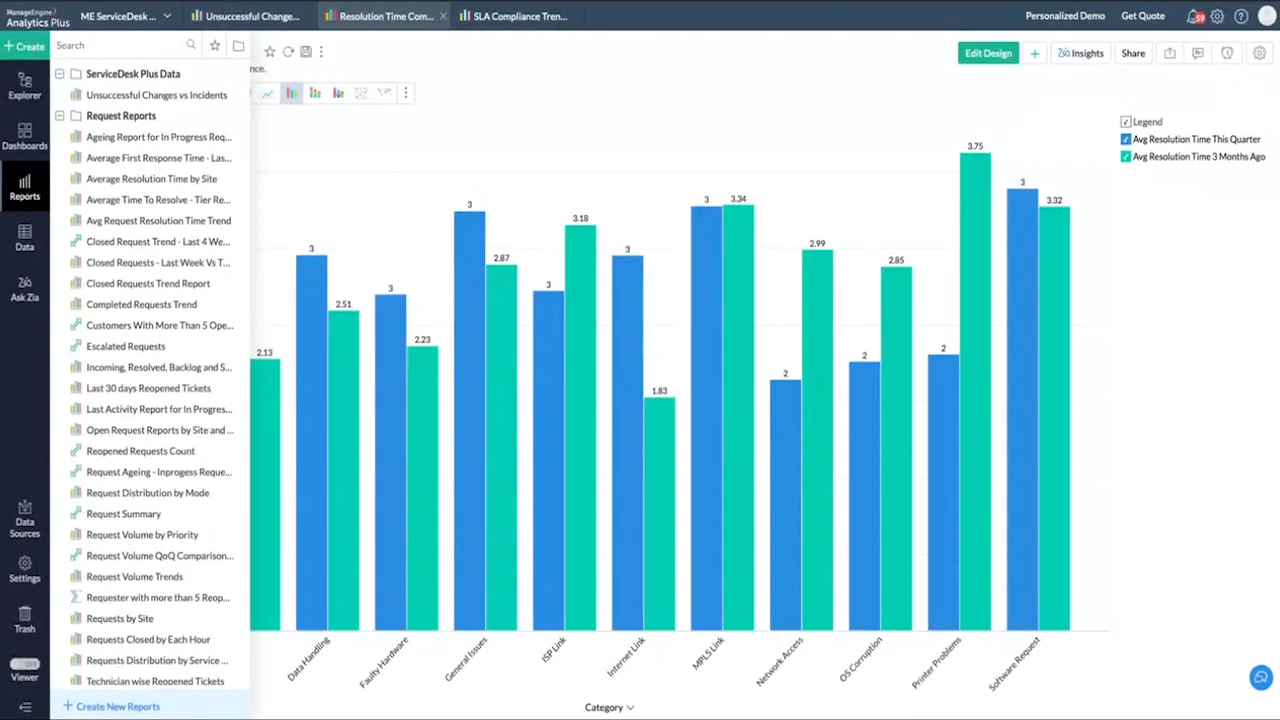 ManageEngine
Analytics Plus
ME ServiceDesk ...
Unsuccessful Change...
Resolution Time Com...
SLA Compliance Tren...
Personalized Demo
Get Quote
59
+ Create
Search
Edit Design
+
Insights
Share
nce.
Explorer
Dashboards
Reports
Data
Ask Zia
Data
Sources
Settings
Trash
OFF
Viewer
ServiceDesk Plus Data
Unsuccessful Changes vs Incidents
Request Reports
Ageing Report for In Progress Req...
Average First Response Time - Las...
Average Resolution Time by Site
Average Time To Resolve - Tier Re...
Avg Request Resolution Time Trend
Closed Request Trend - Last 4 We...
Closed Requests - Last Week Vs T...
Closed Requests Trend Report
Completed Requests Trend
Customers With More Than 5 Ope...
Escalated Requests
Incoming, Resolved, Backlog and S...
Last 30 days Reopened Tickets
Last Activity Report for In Progres...
Open Request Reports by Site and ...
Reopened Requests Count
Request Ageing - Inprogess Reque...
Request Distribution by Mode
Request Summary
Request Volume by Priority
Request Volume QoQ Comparison...
Request Volume Trends
Requester with more than 5 Reop...
Requests by Site
Requests Closed by Each Hour
Requests Distribution by Service ...
Technician wise Reopened Tickets
+ Create New Reports
Legend
Avg Resolution Time This Quarter
Avg Resolution Time 3 Months Ago
2.13
3
2.51
3
2.23
3
2.87
3
3.18
3
1.83
3
3.34
2
2.99
2
2.85
2
3.75
3
3.32
Data Handling
Faulty Hardware
General Issues
ISP Link
Internet Link
MPLS Link
Network Access
OS Corruption
Printer Problems
Software Request
Category